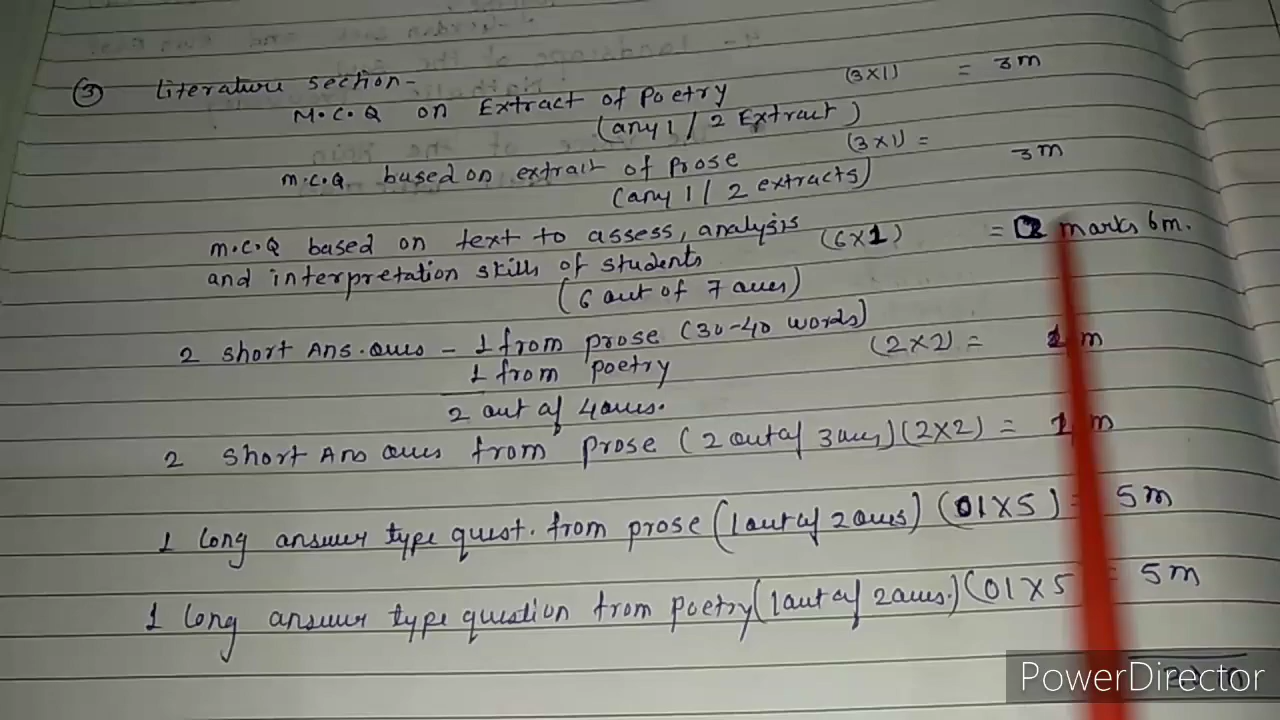 ③ Literature section-
M.C.Q on Extract of Poetry (3X1) = 3m
(any 1 / 2 Extract)
m.c.Q based on extract of prose (3X1) = 3m
(any 1 / 2 extracts)
m.c.Q based on text to assess, analysis (6X1) = marks 6m.
and interpretation skills of students
(6 out of 7 ques)
2 short Ans. ques - 1 from prose (30-40 words)
1 from poetry (2X2) = m
2 out of 4 ques.
2 short Ans ques from prose (2 out of 3 ques) (2X2) = m
1 long answer type quest. from prose (1 out of 2 ques) (01X5) = 5m
1 long answer type question from poetry (1 out of 2 ques.) (01X5 = 5m
PowerDirector